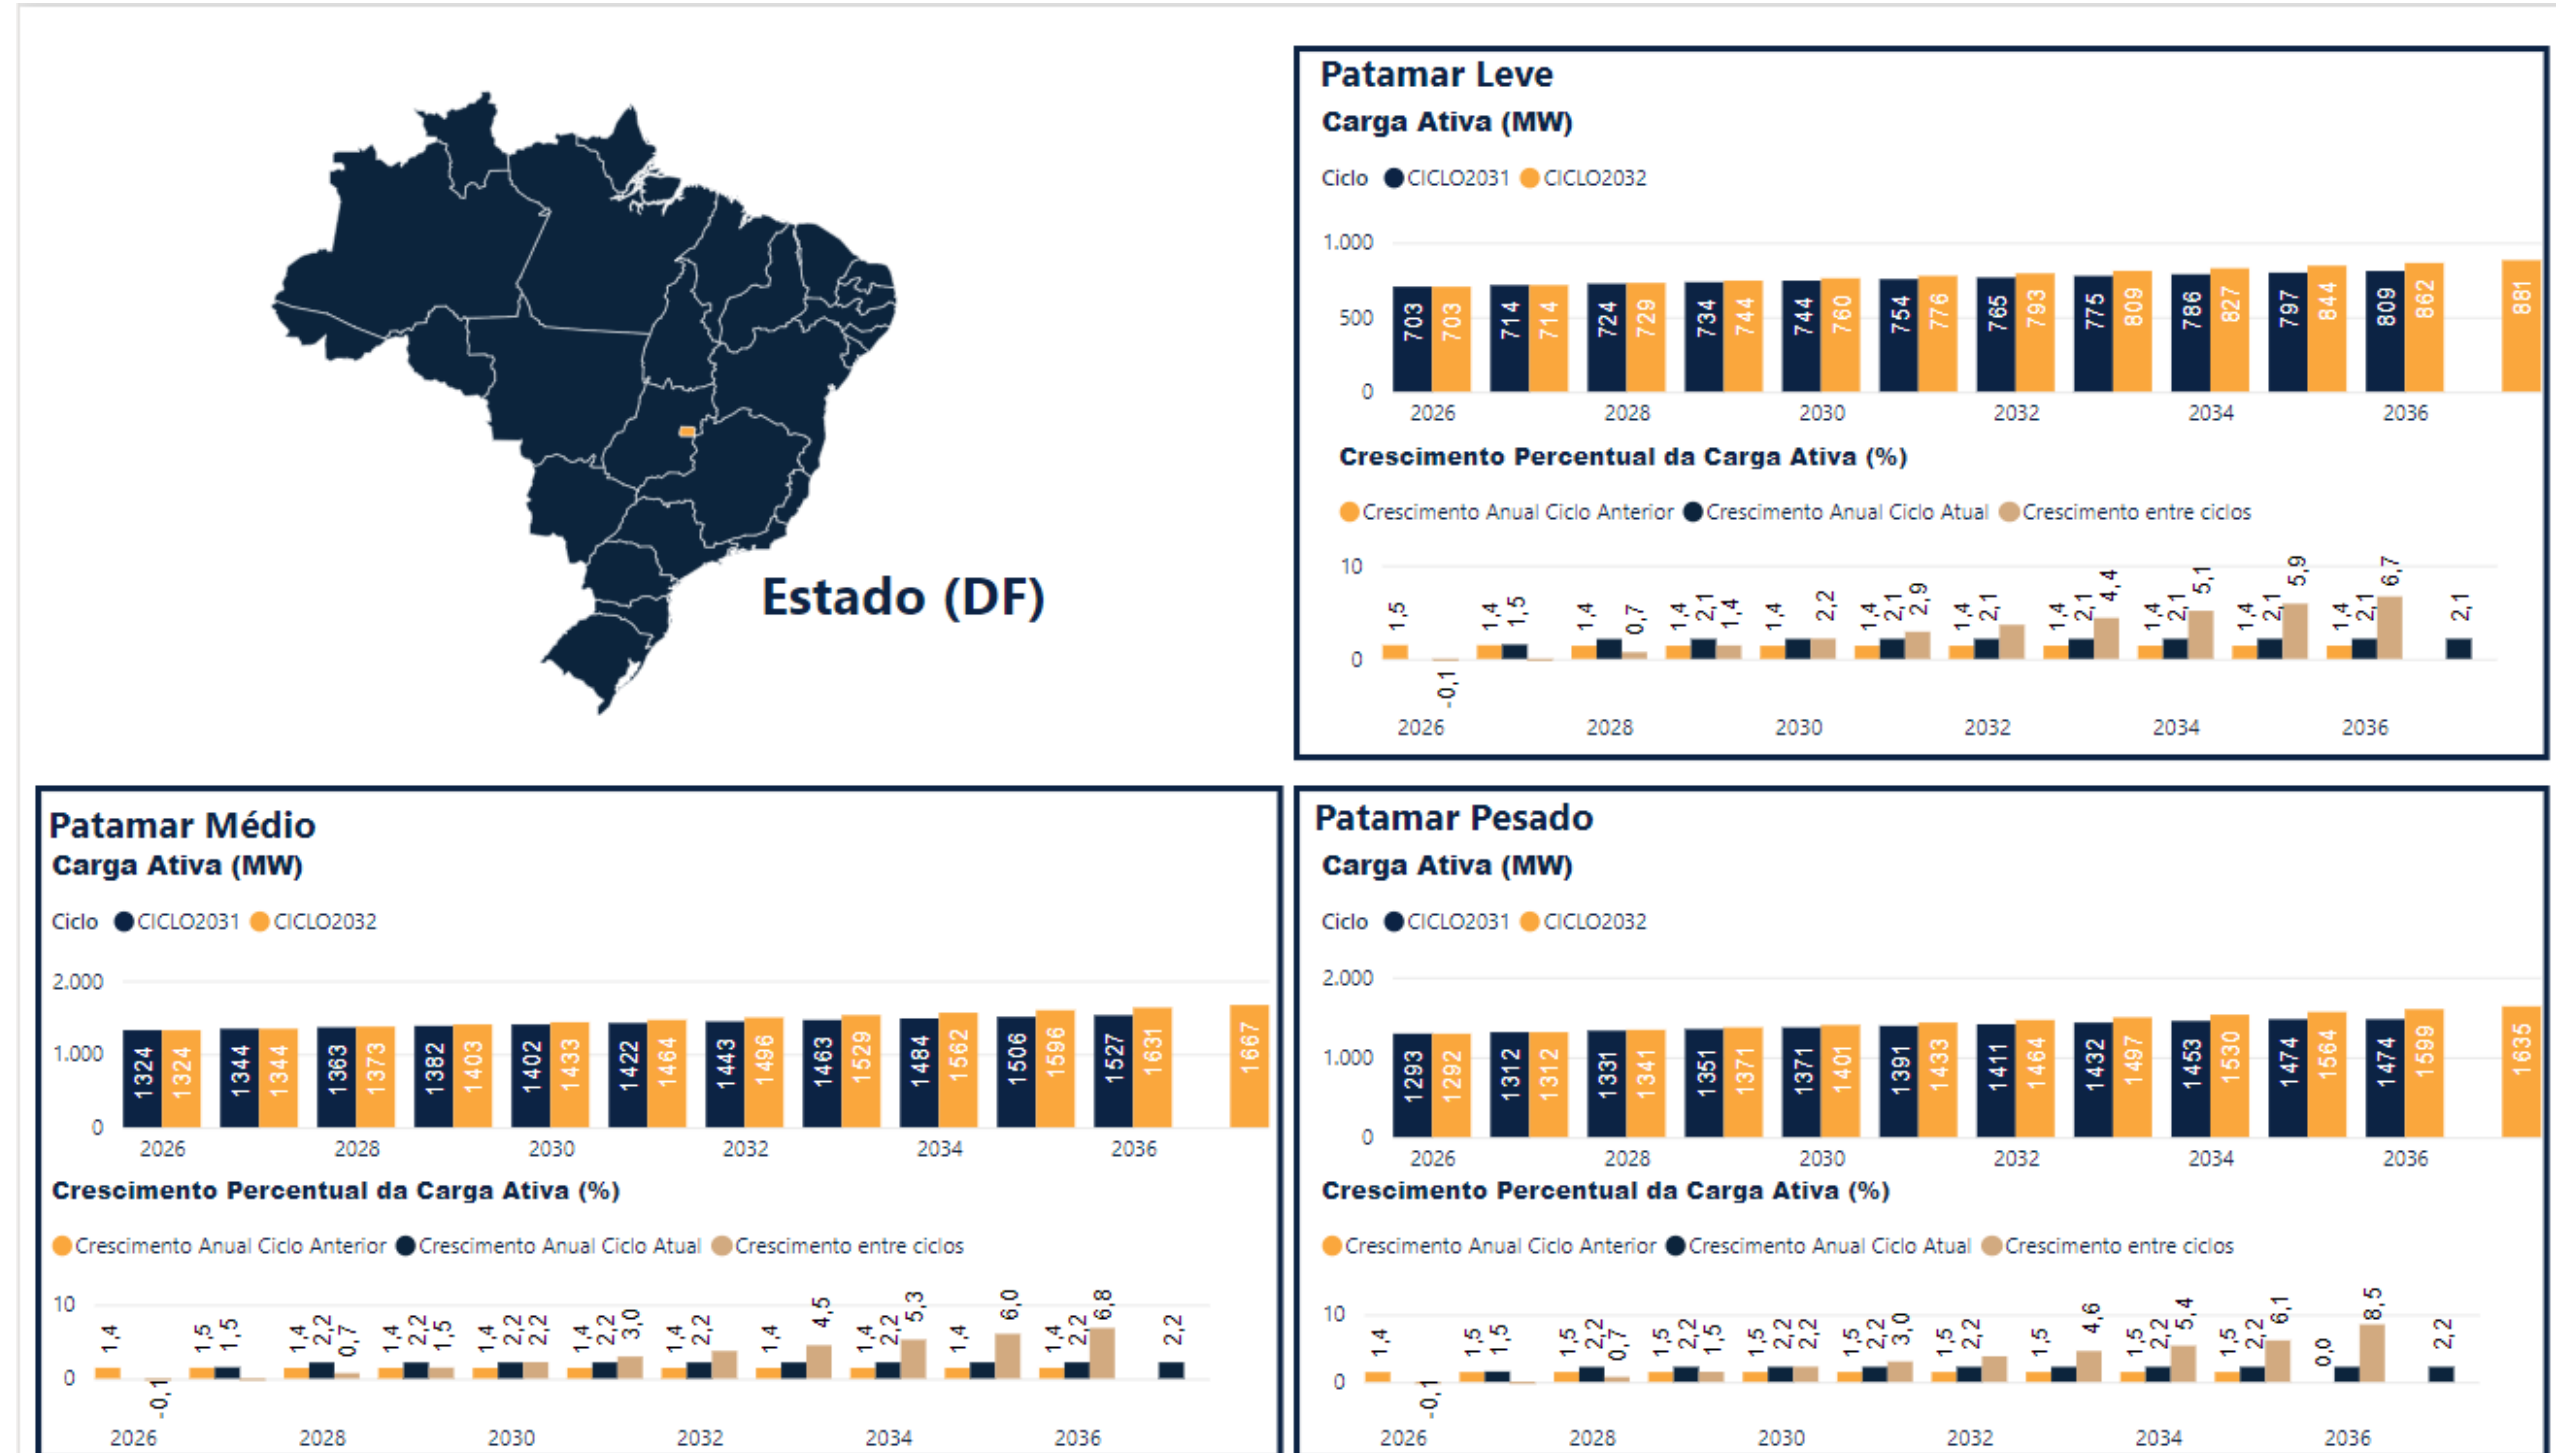 Estado (DF)
Patamar Leve
Carga Ativa (MW)
Ciclo CICLO2031 CICLO2032
1.000
500
0
703 703 714 714 724 729 734 744 744 760 754 776 765 793 775 809 786 827 797 844 809 862 881
2026 2028 2030 2032 2034 2036
Crescimento Percentual da Carga Ativa (%)
Crescimento Anual Ciclo Anterior Crescimento Anual Ciclo Atual Crescimento entre ciclos
10
0
1,5 -0,1 1,4 1,5 1,4 0,7 1,4 2,1 1,4 1,4 2,2 1,4 2,1 2,9 1,4 2,1 1,4 2,1 4,4 1,4 2,1 5,1 1,4 2,1 5,9 1,4 2,1 6,7 2,1
2026 2028 2030 2032 2034 2036
Patamar Médio
Carga Ativa (MW)
Ciclo CICLO2031 CICLO2032
2.000
1.000
0
1324 1324 1344 1344 1363 1373 1382 1403 1402 1433 1422 1464 1443 1496 1463 1529 1484 1562 1506 1596 1527 1631 1667
2026 2028 2030 2032 2034 2036
Crescimento Percentual da Carga Ativa (%)
Crescimento Anual Ciclo Anterior Crescimento Anual Ciclo Atual Crescimento entre ciclos
10
0
1,4 -0,1 1,5 1,5 1,4 2,2 0,7 1,4 2,2 1,5 1,4 2,2 2,2 1,4 2,2 3,0 1,4 2,2 1,4 4,5 1,4 2,2 5,3 1,4 6,0 1,4 2,2 6,8 2,2
2026 2028 2030 2032 2034 2036
Patamar Pesado
Carga Ativa (MW)
Ciclo CICLO2031 CICLO2032
2.000
1.000
0
1293 1292 1312 1312 1331 1341 1351 1371 1371 1401 1391 1433 1411 1464 1432 1497 1453 1530 1474 1564 1474 1599 1635
2026 2028 2030 2032 2034 2036
Crescimento Percentual da Carga Ativa (%)
Crescimento Anual Ciclo Anterior Crescimento Anual Ciclo Atual Crescimento entre ciclos
10
0
1,4 -0,1 1,5 1,5 1,5 2,2 0,7 1,5 2,2 1,5 1,5 2,2 2,2 1,5 2,2 3,0 1,5 2,2 1,5 4,6 1,5 2,2 5,4 1,5 2,2 6,1 0,0 8,5 2,2
2026 2028 2030 2032 2034 2036